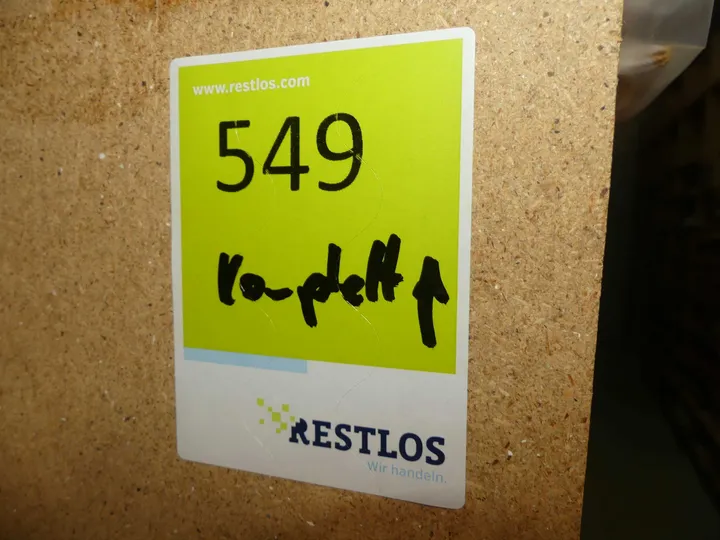 www.restlos.com
549
Komplett ↑
RESTLOS
Wir handeln.